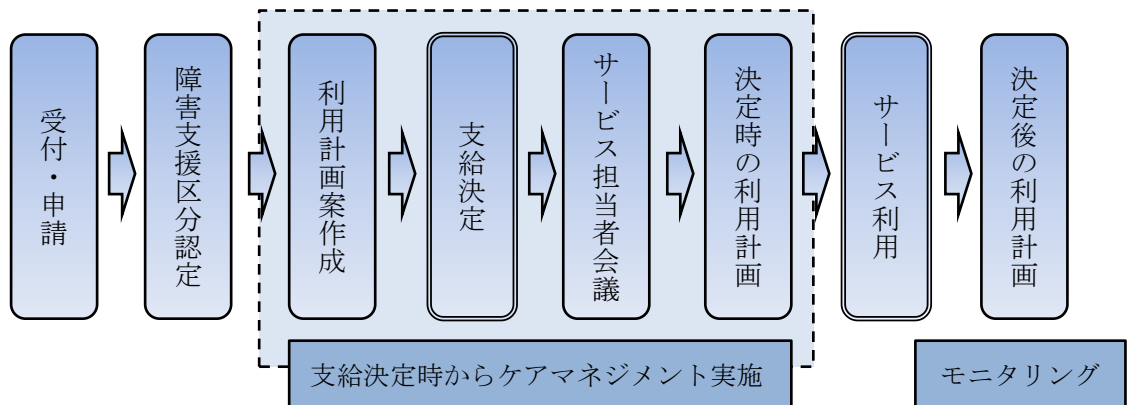 受付・申請
障害支援区分認定
利用計画案作成
支給決定
サービス担当者会議
決定時の利用計画
サービス利用
決定後の利用計画
支給決定時からケアマネジメント実施
モニタリング